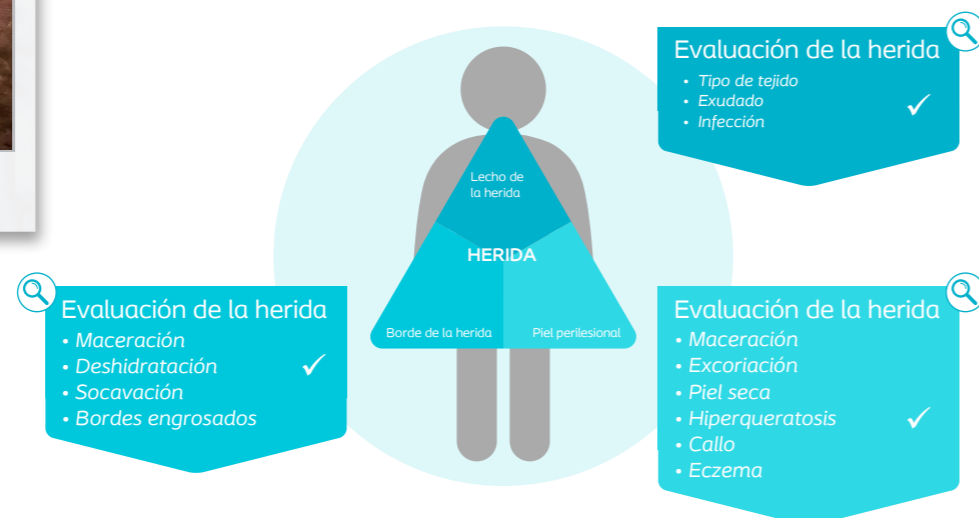 Evaluación de la herida
• Tipo de tejido
• Exudado
• Infección
Lecho de
la herida
HERIDA
Borde de la herida
Piel perilesional
Evaluación de la herida
• Maceración
• Deshidratación
• Socavación
• Bordes engrosados
Evaluación de la herida
• Maceración
• Excoriación
• Piel seca
• Hiperqueratosis
• Callo
• Eczema